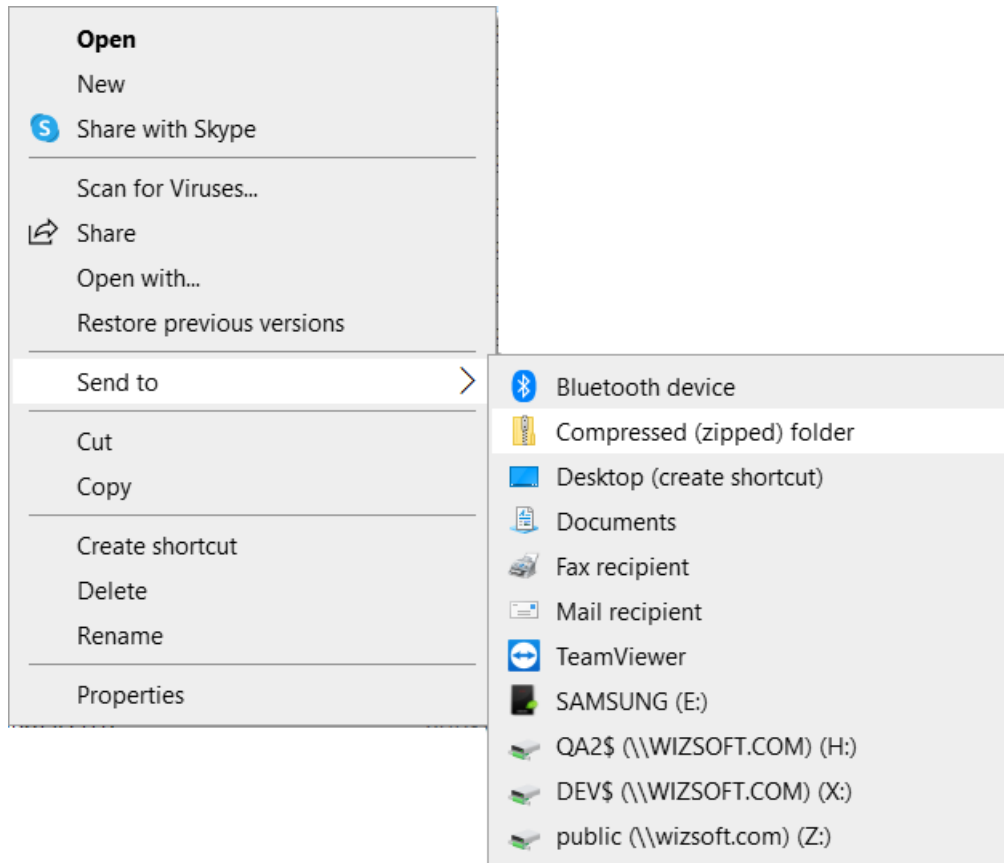 Open
New
Share with Skype
Scan for Viruses...
Share
Open with...
Restore previous versions
Send to
Cut
Copy
Create shortcut
Delete
Rename
Properties
Bluetooth device
Compressed (zipped) folder
Desktop (create shortcut)
Documents
Fax recipient
Mail recipient
TeamViewer
SAMSUNG (E:)
QA2$ (\\WIZSOFT.COM) (H:)
DEV$ (\\WIZSOFT.COM) (X:)
public (\\wizsoft.com) (Z:)